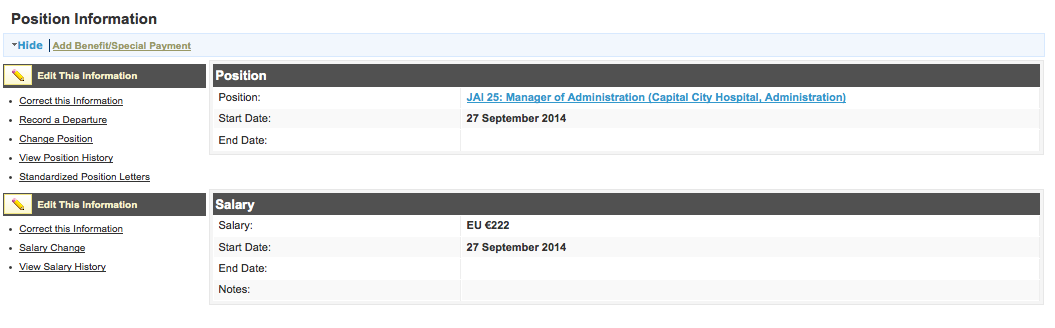 Position Information
Hide Add Benefit/Special Payment
Edit This Information
Correct this Information
Record a Departure
Change Position
View Position History
Standardized Position Letters
Position
Position: JAI 25: Manager of Administration (Capital City Hospital, Administration)
Start Date: 27 September 2014
End Date:
Edit This Information
Correct this Information
Salary Change
View Salary History
Salary
Salary: EU €222
Start Date: 27 September 2014
End Date:
Notes: